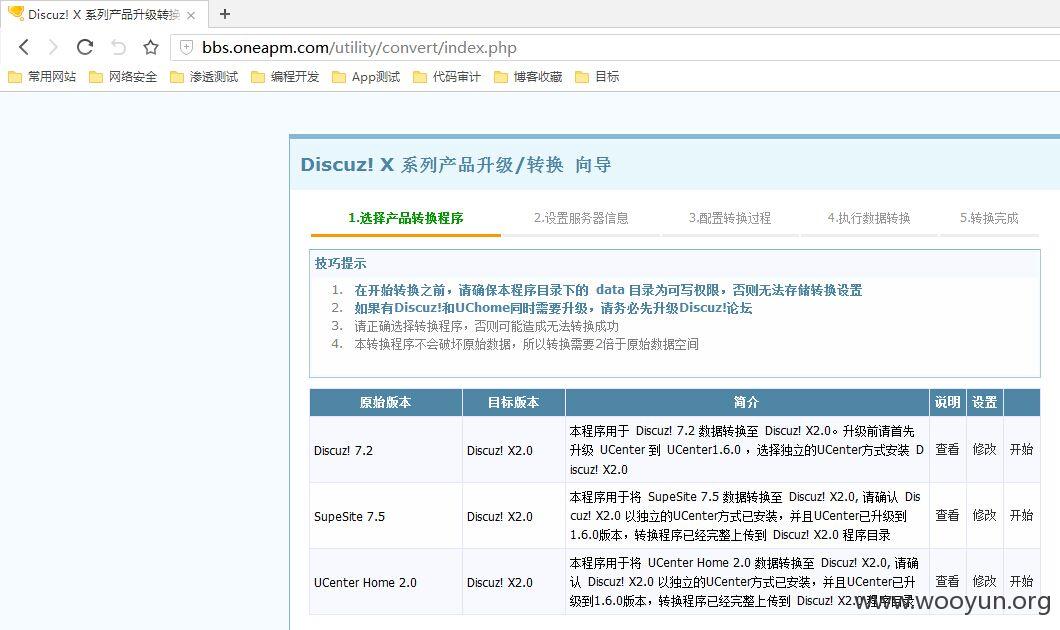 Discuz! X 系列产品升级转换
bbs.oneapm.com/utility/convert/index.php
常用网站 网络安全 渗透测试 编程开发 App测试 代码审计 博客收藏 目标
Discuz! X 系列产品升级/转换 向导
1.选择产品转换程序 2.设置服务器信息 3.配置转换过程 4.执行数据转换 5.转换完成
技巧提示
1. 在开始转换之前，请确保本程序目录下的 data 目录为可写权限，否则无法存储转换设置
2. 如果有Discuz!和UChome同时需要升级，请务必先升级Discuz!论坛
3. 请正确选择转换程序，否则可能造成无法转换成功
4. 本转换程序不会破坏原始数据，所以转换需要2倍于原始数据空间
原始版本 目标版本 简介 说明 设置
Discuz! 7.2 Discuz! X2.0 本程序用于 Discuz! 7.2 数据转换至 Discuz! X2.0。升级前请首先
升级 UCenter 到 UCenter1.6.0 ，选择独立的UCenter方式安装 D
iscuz! X2.0
查看 修改 开始
SupeSite 7.5 Discuz! X2.0 本程序用于将 SupeSite 7.5 数据转换至 Discuz! X2.0, 请确认 Dis
cuz! X2.0 以独立的UCenter方式已安装，并且UCenter已升级到
1.6.0版本，转换程序已经完整上传到 Discuz! X2.0 程序目录
查看 修改 开始
UCenter Home 2.0 Discuz! X2.0 本程序用于将 UCenter Home 2.0 数据转换至 Discuz! X2.0, 请确
认 Discuz! X2.0 以独立的UCenter方式已安装，并且UCenter已升
级到1.6.0版本，转换程序已经完整上传到 Discuz! X2.0 程序目录
查看 修改 开始
www.wooyun.org